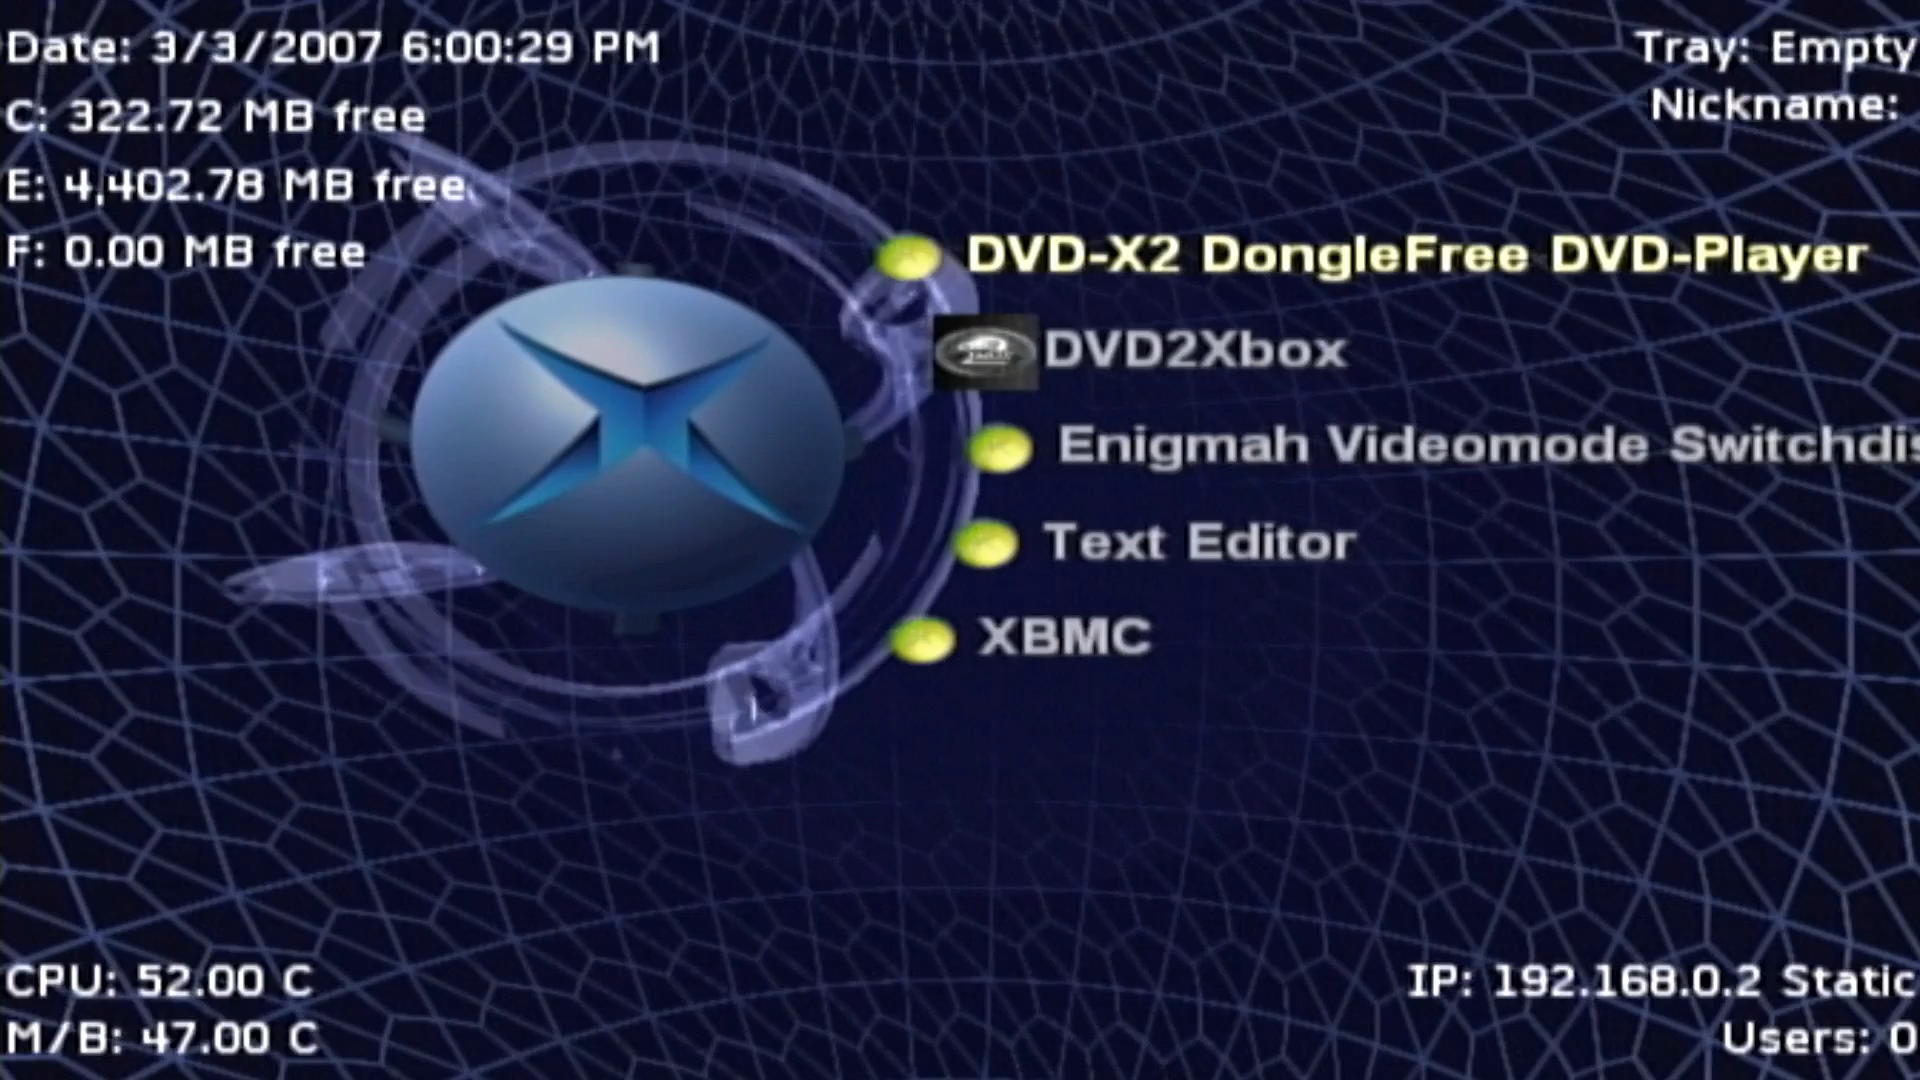 Date: 3/3/2007 6:00:29 PM
Tray: Empty
C: 322.72 MB free
Nickname:
E: 4,402.78 MB free
F: 0.00 MB free
DVD-X2 DongleFree DVD-Player
DVD2Xbox
Enigmah Videomode Switchdis
Text Editor
XBMC
CPU: 52.00 C
IP: 192.168.0.2 Static
M/B: 47.00 C
Users: 0